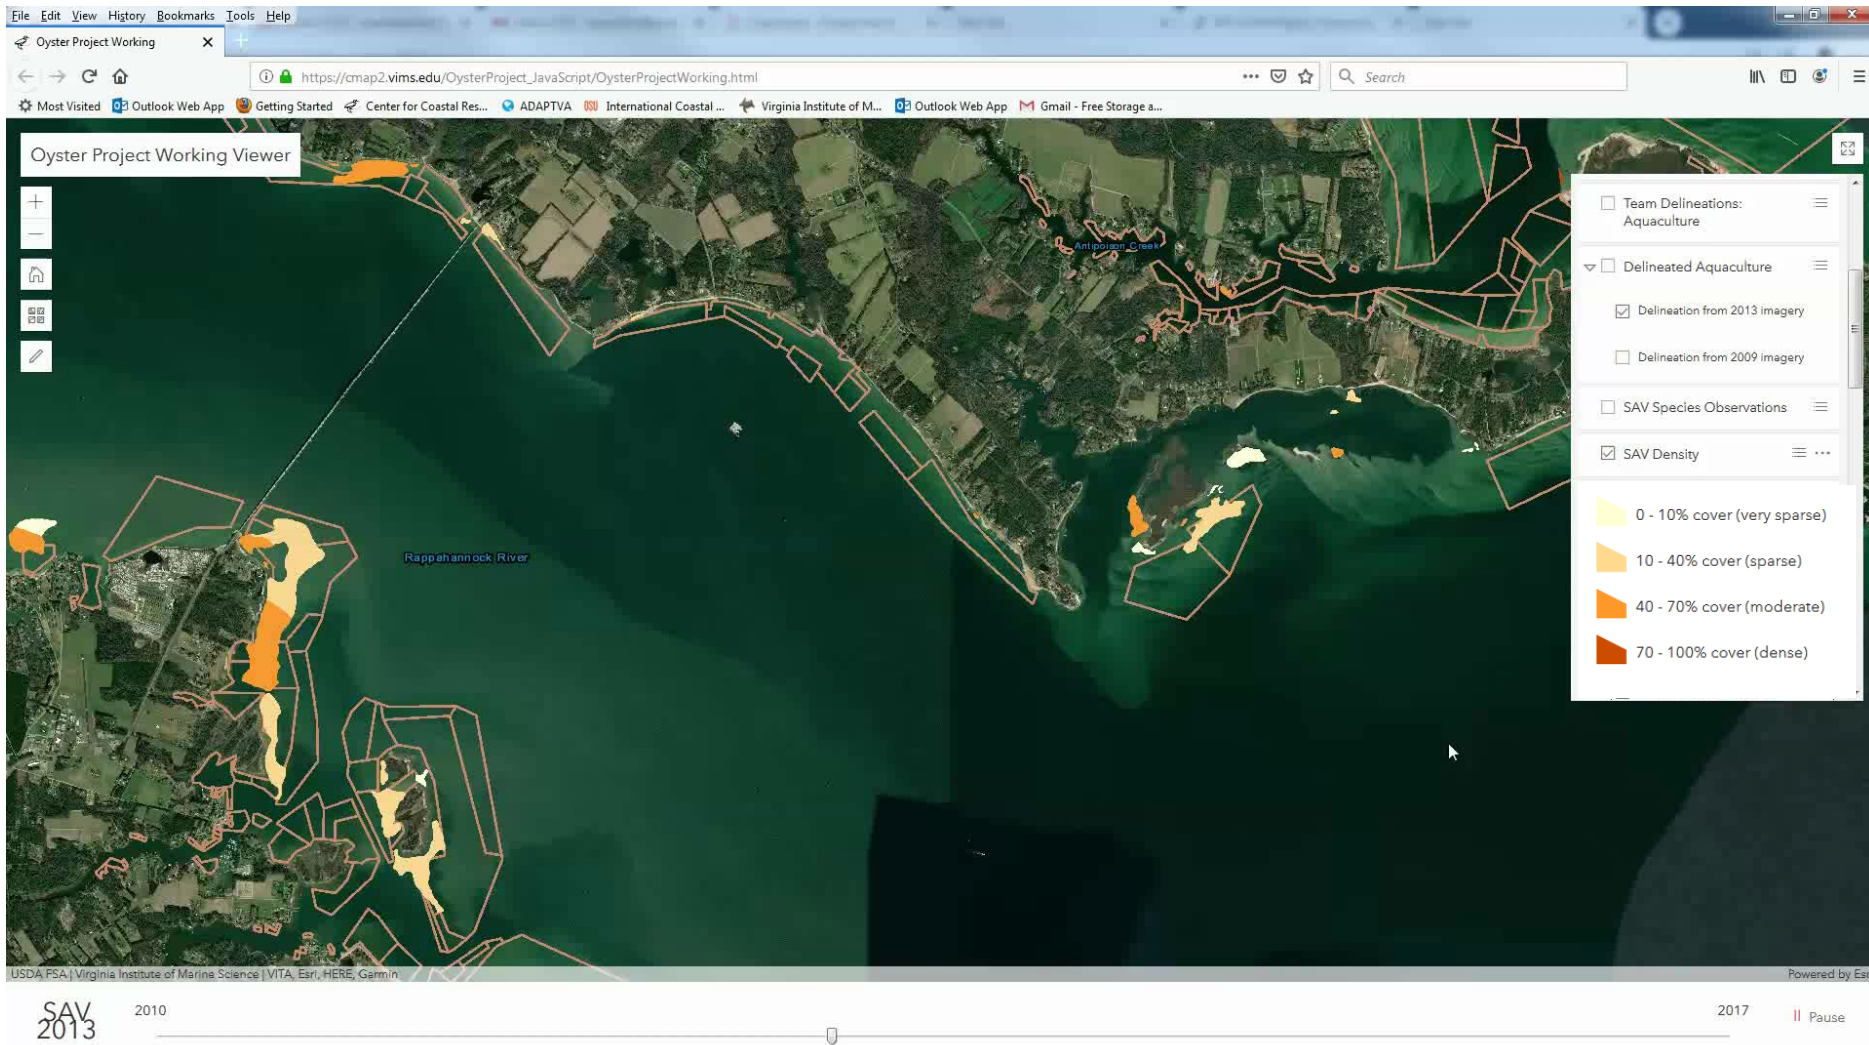 File Edit View History Bookmarks Tools Help
Oyster Project Working
https://cmap2.vims.edu/OysterProject_JavaScript/OysterProjectWorking.html
Search
Most Visited Outlook Web App Getting Started Center for Coastal Res... ADAPTVA International Coastal ... Virginia Institute of M... Outlook Web App Gmail - Free Storage a...
Oyster Project Working Viewer
Team Delineations:
Aquaculture
Antipoison Creek
Delineated Aquaculture
Delineation from 2013 imagery
Delineation from 2009 imagery
SAV Species Observations
SAV Density
0 - 10% cover (very sparse)
10 - 40% cover (sparse)
40 - 70% cover (moderate)
70 - 100% cover (dense)
Rappahannock River
USDA FSA | Virginia Institute of Marine Science | VITA, Esri, HERE, Garmin
Powered by Esr
SAV
2013
2010
2017
Pause